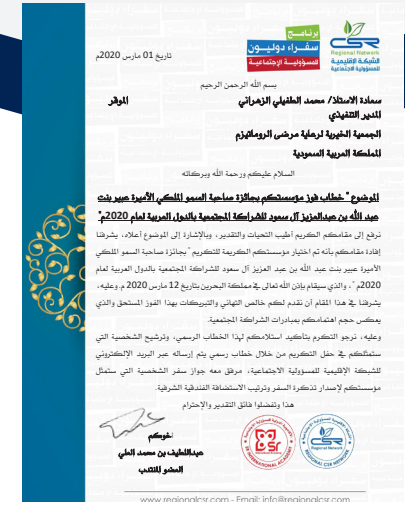 برنامج
سفراء دوليون
للمسؤولية الاجتماعية
CSR
Regional Network
الشبكة الاقليمية
للمسؤولية الاجتماعية
تاريخ 01 مارس 2020م
بسم الله الرحمن الرحيم
سعادة الاستاذ/ محمد الطفيلي الزهراني الموقر
المدير التنفيذي
الجمعية الخيرية لرعاية مرضى الروماتيزم
المملكة العربية السعودية
السلام عليكم ورحمة الله وبركاته
الموضوع " خطاب فوز مؤسستكم بجائزة صاحبة السمو الملكي الأميرة عبير بنت
عبد الله بن عبدالعزيز آل سعود للشراكة المجتمعية بالدول العربية لعام 2020م"
نرفع إلى مقامكم الكريم أطيب التحيات والتقدير، وبالإشارة إلى الموضوع أعلاه، يشرفنا
إفادة مقامكم بأنه تم اختيار مؤسستكم الكريمة للتكريم "بجائزة صاحبة السمو الملكي
الأميرة عبير بنت عبد الله بن عبد العزيز آل سعود للشراكة المجتمعية بالدول العربية لعام
2020م" ، والذي سيقام بإذن الله تعالى في مملكة البحرين بتاريخ 12 مارس 2020 م. وعليه،
يشرفنا في هذا المقام أن نقدم لكم خالص التهاني والتبريكات بهذا الفوز المستحق والذي
يعكس حجم اهتمامكم بمبادرات الشراكة المجتمعية.
وعليه، نرجو التكرم بتأكيد استلامكم لهذا الخطاب الرسمي، وترشيح الشخصية التي
ستمثلكم في حفل التكريم من خلال خطاب رسمي يتم إرساله عبر البريد الإلكتروني
للشبكة الإقليمية للمسؤولية الاجتماعية، مرفق معه جواز سفر الشخصية التي ستمثل
مؤسستكم لإصدار تذكرة السفر وترتيب الاستضافة الفندقية الشرفية.
هذا وتفضلوا فائق التقدير والإحترام
أخوكم
عبداللطيف بن محمد العلي
العضو المنتدب
www.regionalcsr.com - Email: info@regionalcsr.com